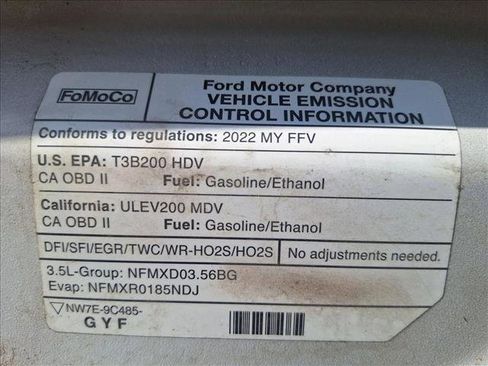 FoMoCo
Ford Motor Company
VEHICLE EMISSION
CONTROL INFORMATION
Conforms to regulations: 2022 MY FFV
U.S. EPA: T3B200 HDV
CA OBD II Fuel: Gasoline/Ethanol
California: ULEV200 MDV
CA OBD II Fuel: Gasoline/Ethanol
DFI/SFI/EGR/TWC/WR-HO2S/HO2S No adjustments needed.
3.5L-Group: NFMXD03.56BG
Evap: NFMXR0185NDJ
NW7E-9C485-
GYF